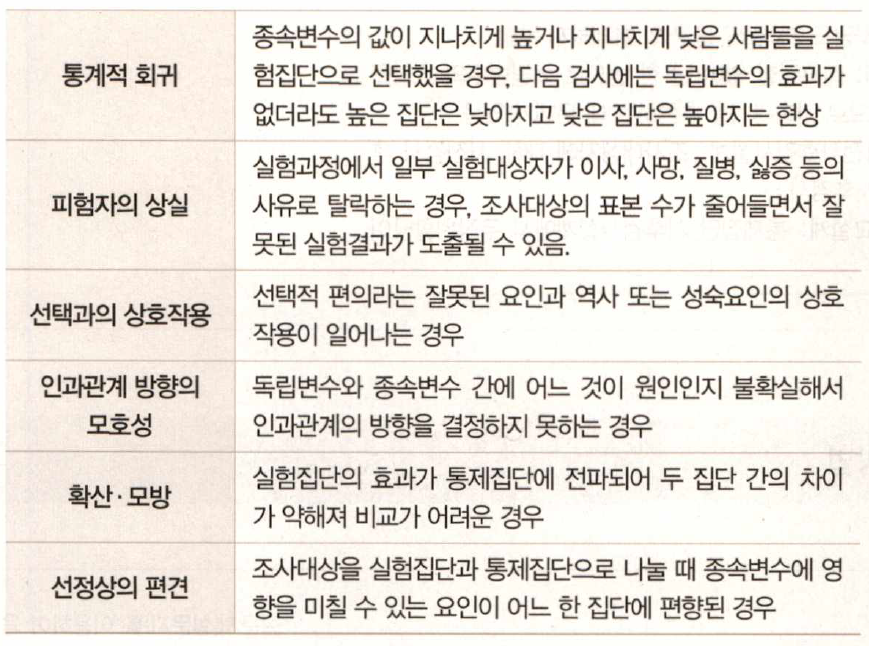 통계적 회귀
종속변수의 값이 지나치게 높거나 지나치게 낮은 사람들을 실
험집단으로 선택했을 경우, 다음 검사에는 독립변수의 효과가
없더라도 높은 집단은 낮아지고 낮은 집단은 높아지는 현상
피험자의 상실
실험과정에서 일부 실험대상자가 이사, 사망, 질병, 싫증 등의
사유로 탈락하는 경우, 조사대상의 표본 수가 줄어들면서 잘
못된 실험결과가 도출될 수 있음.
선택과의 상호작용
선택적 편의라는 잘못된 요인과 역사 또는 성숙요인의 상호
작용이 일어나는 경우
인과관계 방향의
모호성
독립변수와 종속변수 간에 어느 것이 원인인지 불확실해서
인과관계의 방향을 결정하지 못하는 경우
확산·모방
실험집단의 효과가 통제집단에 전파되어 두 집단 간의 차이
가 약해져 비교가 어려운 경우
선정상의 편견
조사대상을 실험집단과 통제집단으로 나눌 때 종속변수에 영
향을 미칠 수 있는 요인이 어느 한 집단에 편향된 경우